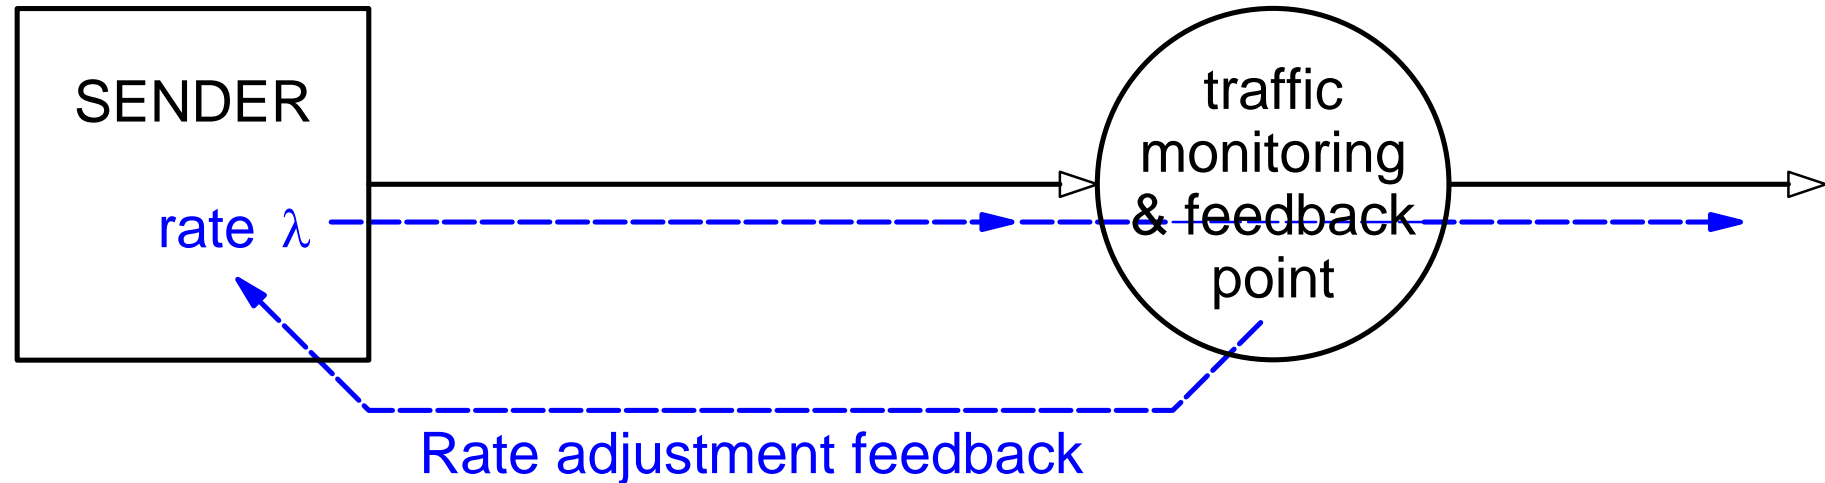 SENDER
rate λ
traffic
monitoring
& feedback
point
Rate adjustment feedback